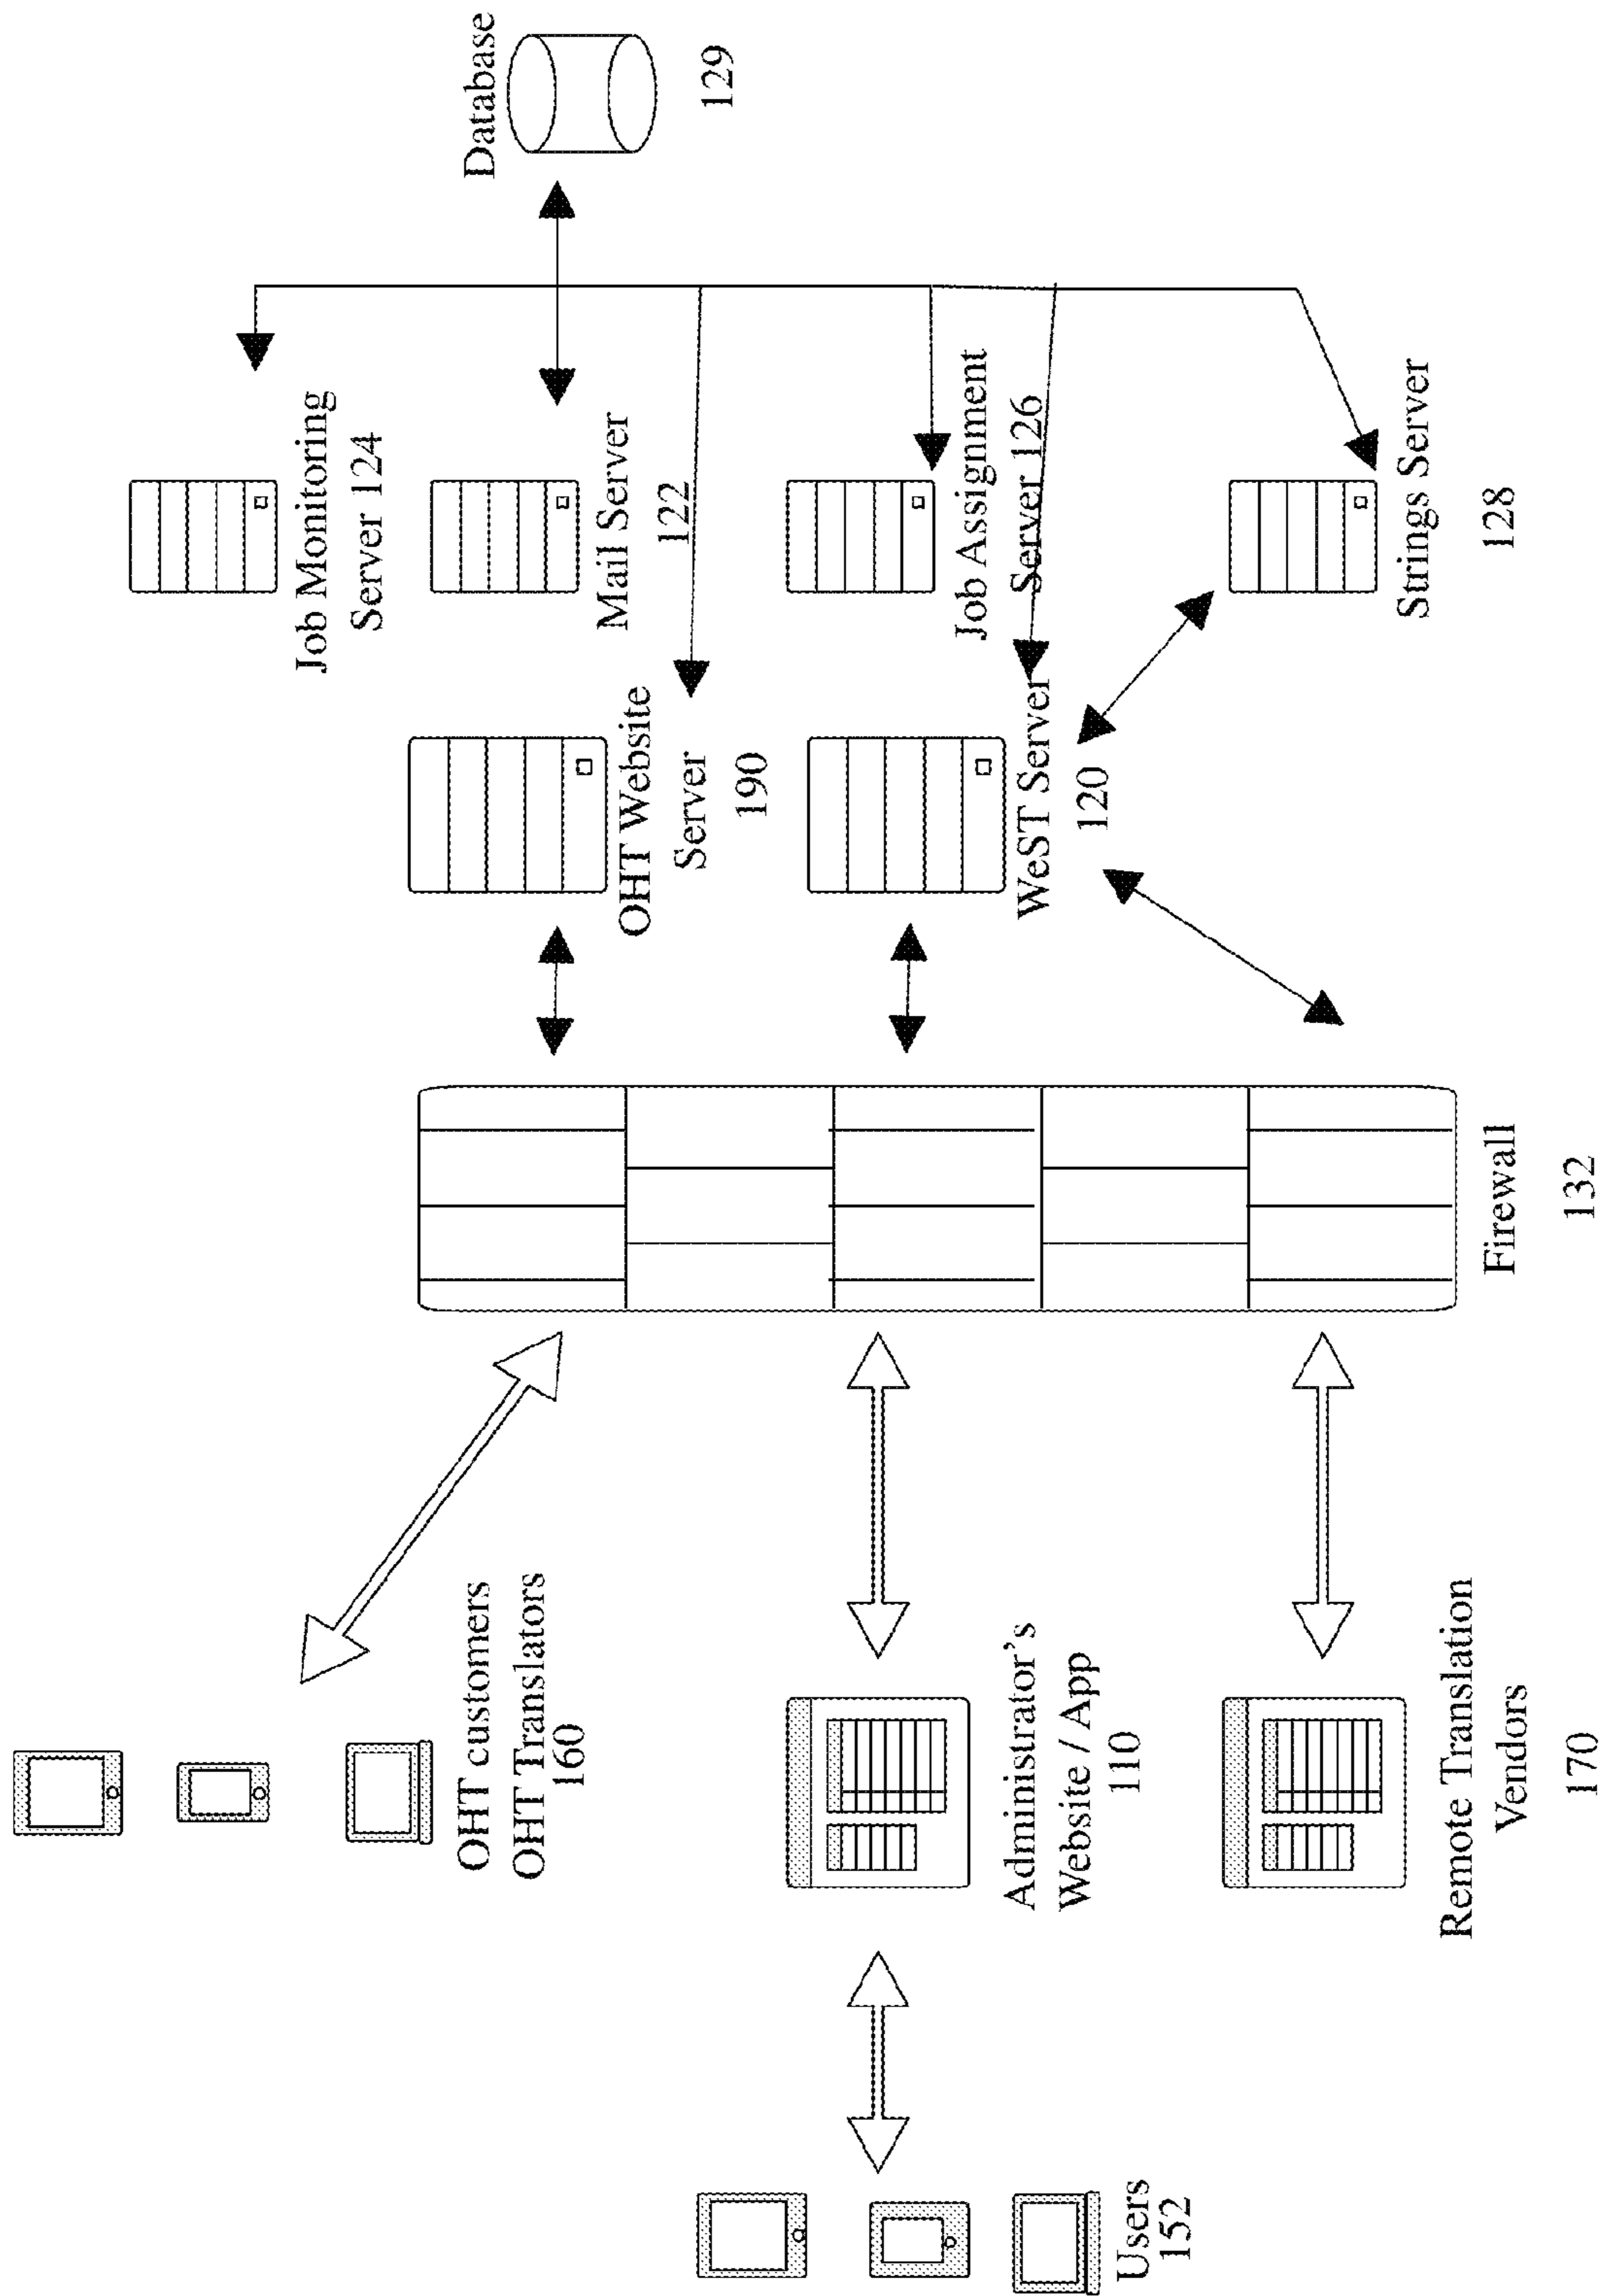 Users
152
OHT customers
OHT Translators
160
Administrator's
Website / App
110
Remote Translation
Vendors
170
Firewall
132
OHT Website
Server
190
WeST Server
120
Job Monitoring
Server 124
Mail Server
122
Job Assignment
Server 126
Strings Server
128
Database
129